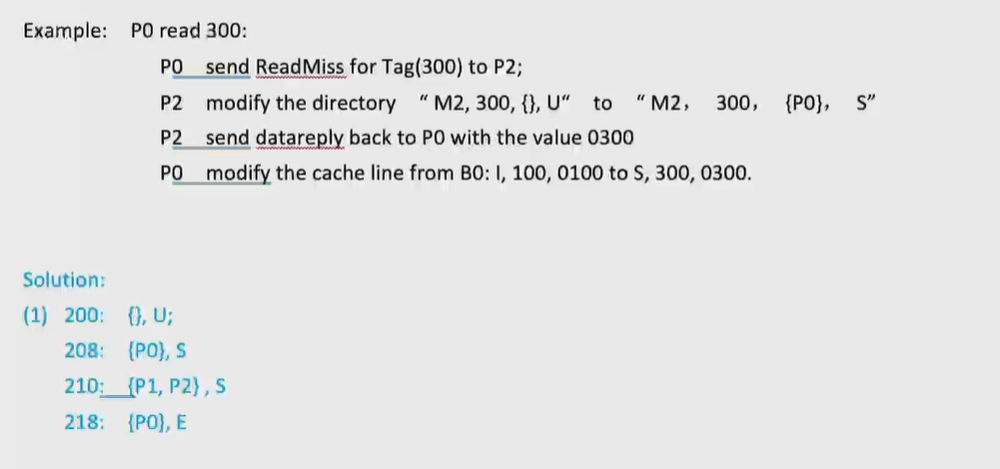 Example: P0 read 300:
P0 send ReadMiss for Tag(300) to P2;
P2 modify the directory “ M2, 300, {}, U“ to “ M2， 300， {P0}， S”
P2 send datareply back to P0 with the value 0300
P0 modify the cache line from B0: I, 100, 0100 to S, 300, 0300.
Solution:
(1) 200: {}, U;
208: {P0}, S
210: {P1, P2} , S
218: {P0}, E